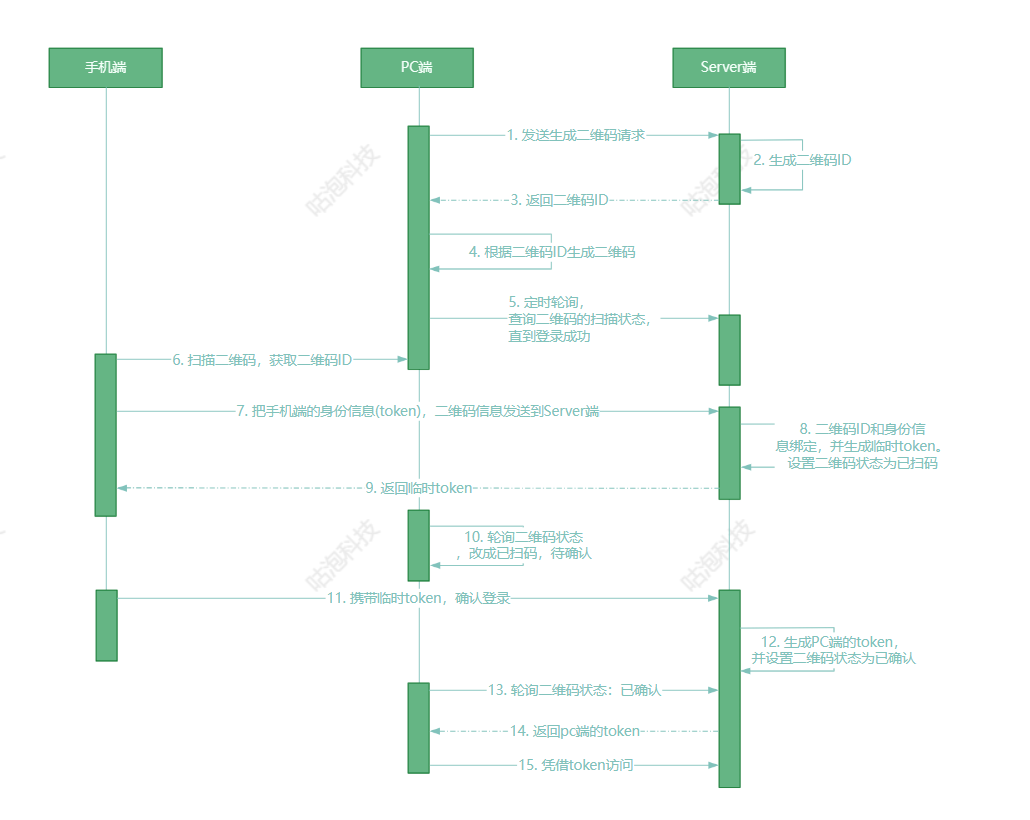 手机端
PC端
Server端
1. 发送生成二维码请求
2. 生成二维码ID
3. 返回二维码ID
4. 根据二维码ID生成二维码
5. 定时轮询，
查询二维码的扫描状态，
直到登录成功
6. 扫描二维码，获取二维码ID
7. 把手机端的身份信息(token)，二维码信息发送到Server端
8. 二维码ID和身份信
息绑定，并生成临时token。
设置二维码状态为已扫码
9. 返回临时token
10. 轮询二维码状态
，改成已扫码，待确认
11. 携带临时token，确认登录
12. 生成PC端的token，
并设置二维码状态为已确认
13. 轮询二维码状态：已确认
14. 返回pc端的token
15. 凭借token访问
咕泡科技
咕泡科技
咕泡科技
咕泡科技